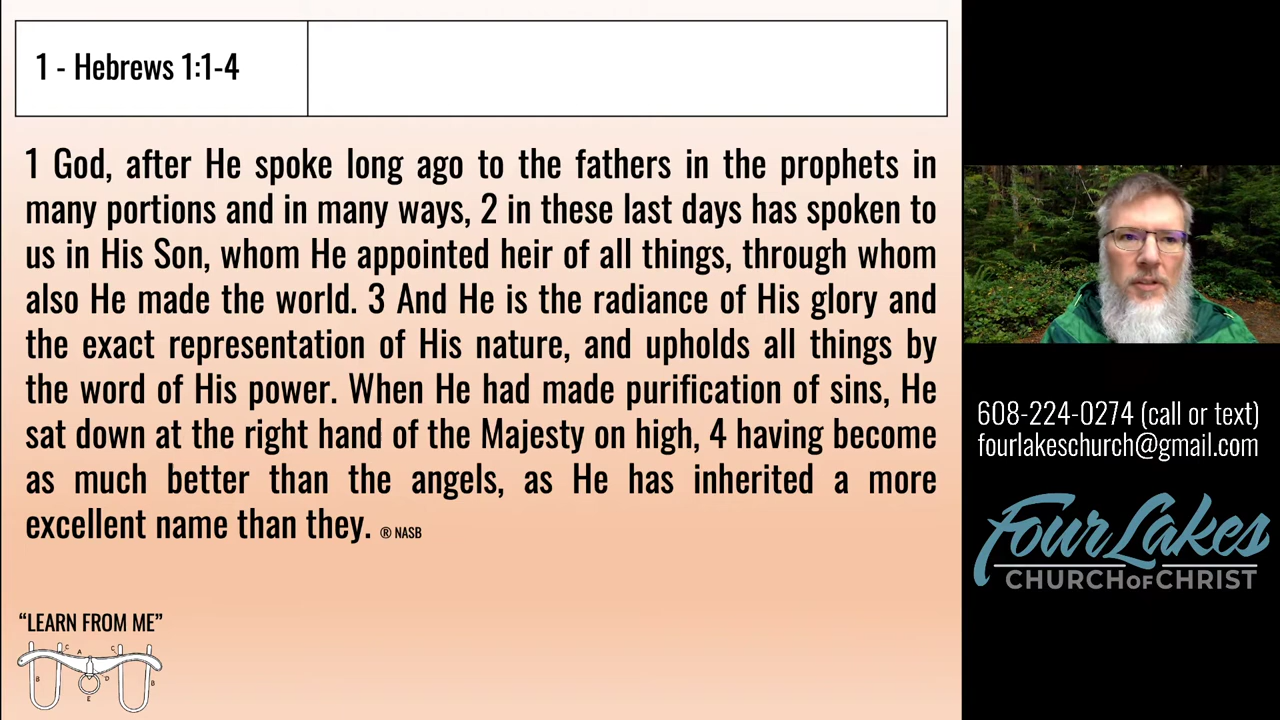 1 - Hebrews 1:1-4
1 God, after He spoke long ago to the fathers in the prophets in
many portions and in many ways, 2 in these last days has spoken to
us in His Son, whom He appointed heir of all things, through whom
also He made the world. 3 And He is the radiance of His glory and
the exact representation of His nature, and upholds all things by
the word of His power. When He had made purification of sins, He
sat down at the right hand of the Majesty on high, 4 having become
as much better than the angels, as He has inherited a more
excellent name than they. ® NASB
“LEARN FROM ME”
C A C
B D B
E
608-224-0274 (call or text)
fourlakeschurch@gmail.com
Four Lakes
CHURCH OF CHRIST